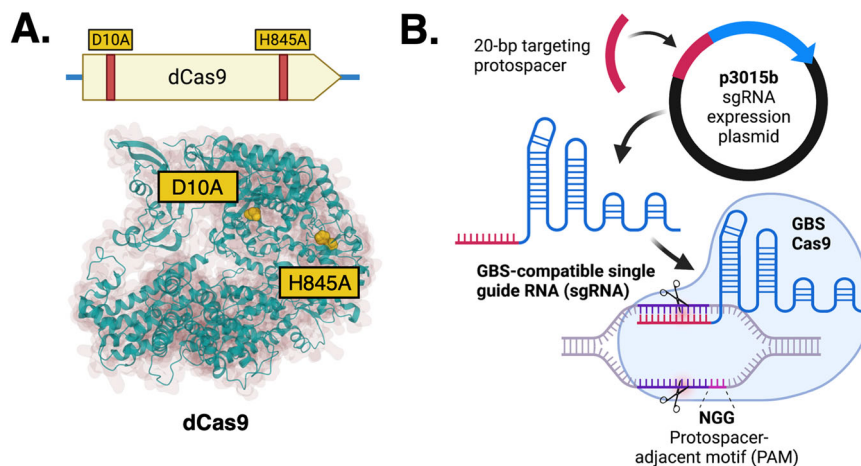 A.
D10A
H845A
dCas9
D10A
H845A
dCas9
B.
20-bp targeting
protospacer
p3015b
sgRNA
expression
plasmid
GBS
Cas9
GBS-compatible single
guide RNA (sgRNA)
NGG
Protospacer-
adjacent motif (PAM)